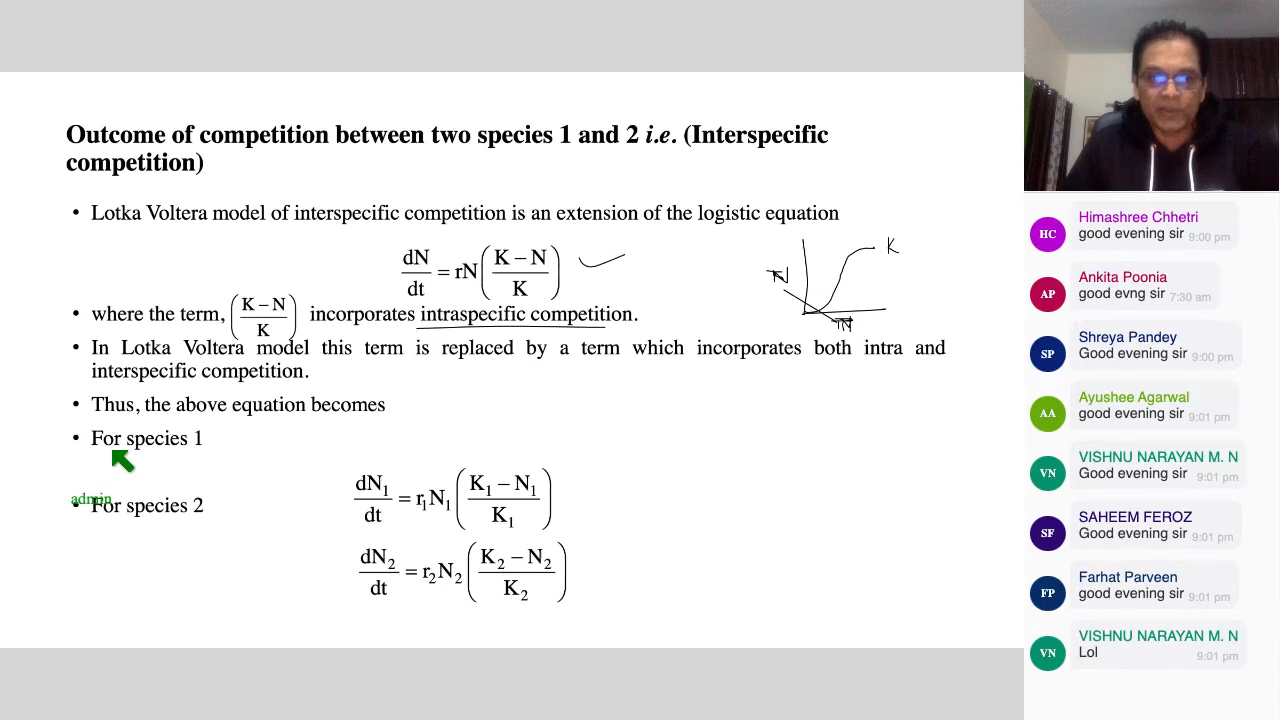 Outcome of competition between two species 1 and 2 i.e. (Interspecific
competition)
• Lotka Voltera model of interspecific competition is an extension of the logistic equation
dN/dt = rN((K – N)/K)
K
N
N
• where the term, ((K – N)/K) incorporates intraspecific competition.
• In Lotka Voltera model this term is replaced by a term which incorporates both intra and
interspecific competition.
• Thus, the above equation becomes
• For species 1
dN₁/dt = r₁N₁((K₁ – N₁)/K₁)
admin
• For species 2
dN₂/dt = r₂N₂((K₂ – N₂)/K₂)
HC
Himashree Chhetri
good evening sir 9:00 pm
AP
Ankita Poonia
good evng sir 7:30 am
SP
Shreya Pandey
Good evening sir 9:00 pm
AA
Ayushee Agarwal
good evening sir 9:01 pm
VN
VISHNU NARAYAN M. N
Good evening sir 9:01 pm
SF
SAHEEM FEROZ
Good evening sir 9:01 pm
FP
Farhat Parveen
good evening sir 9:01 pm
VN
VISHNU NARAYAN M. N
Lol 9:01 pm